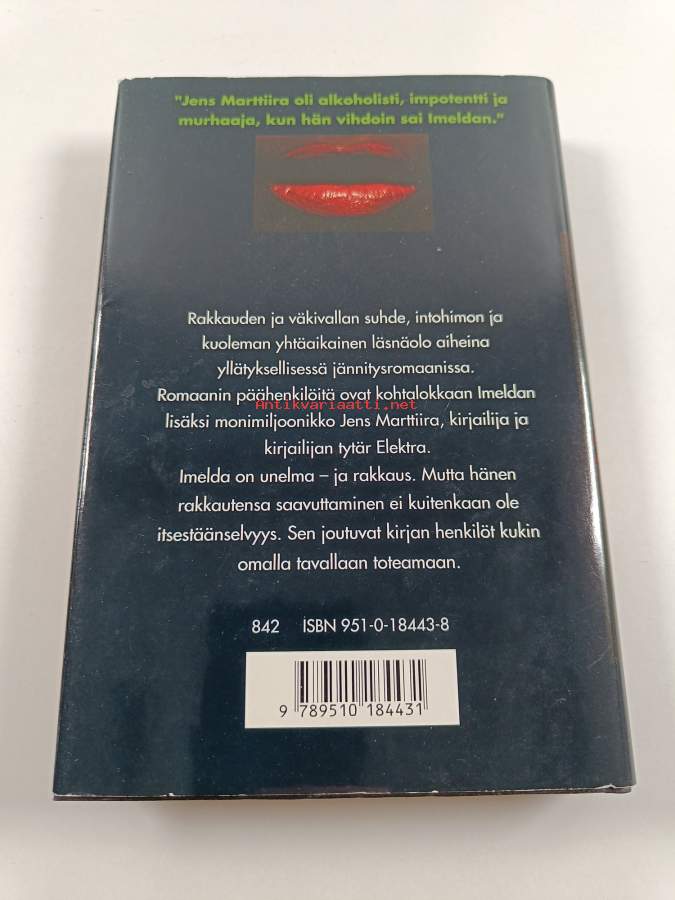 "Jens Marttiira oli alkoholisti, impotentti ja
murhaaja, kun hän vihdoin sai Imeldan."
Rakkauden ja väkivallan suhde, intohimon ja
kuoleman yhtäaikainen läsnäolo aiheina
yllätyksellisessä jännitysromaanissa.
Romaanin päähenkilöitä ovat kohtalokkaan Imeldan
Antikvariaatti.net
lisäksi monimiljoonikko Jens Marttiira, kirjailija ja
kirjailijan tytär Elektra.
Imelda on unelma – ja rakkaus. Mutta hänen
rakkautensa saavuttaminen ei kuitenkaan ole
itsestäänselvyys. Sen joutuvat kirjan henkilöt kukin
omalla tavallaan toteamaan.
842 ISBN 951-0-18443-8
9 789510 184431